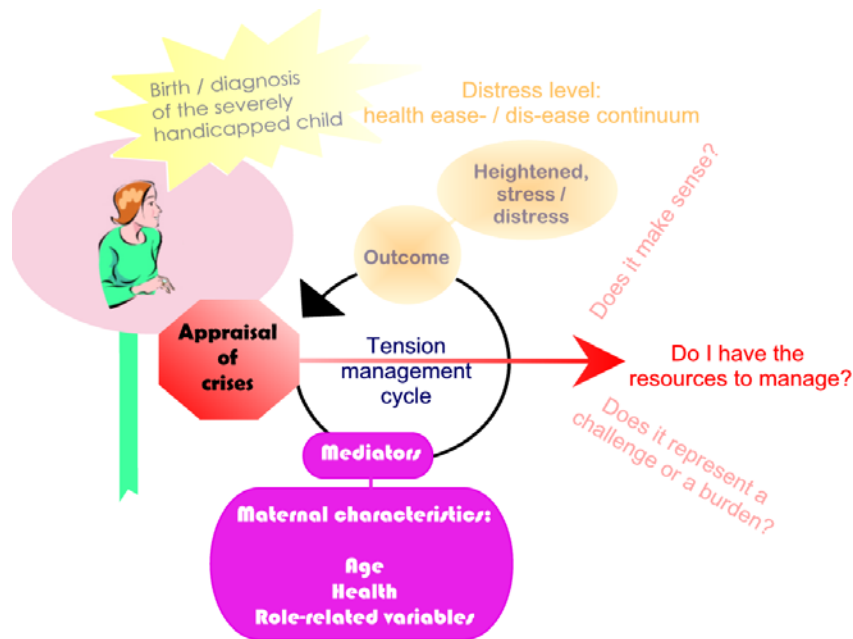 Birth / diagnosis
of the severely
handicapped child
Distress level:
health ease- / dis-ease continuum
Heightened,
stress /
distress
Outcome
Does it make sense?
Appraisal
of
crises
Tension
management
cycle
Do I have the
resources to manage?
Does it represent a
challenge or a burden?
Mediators
Maternal characteristics:
Age
Health
Role-related variables